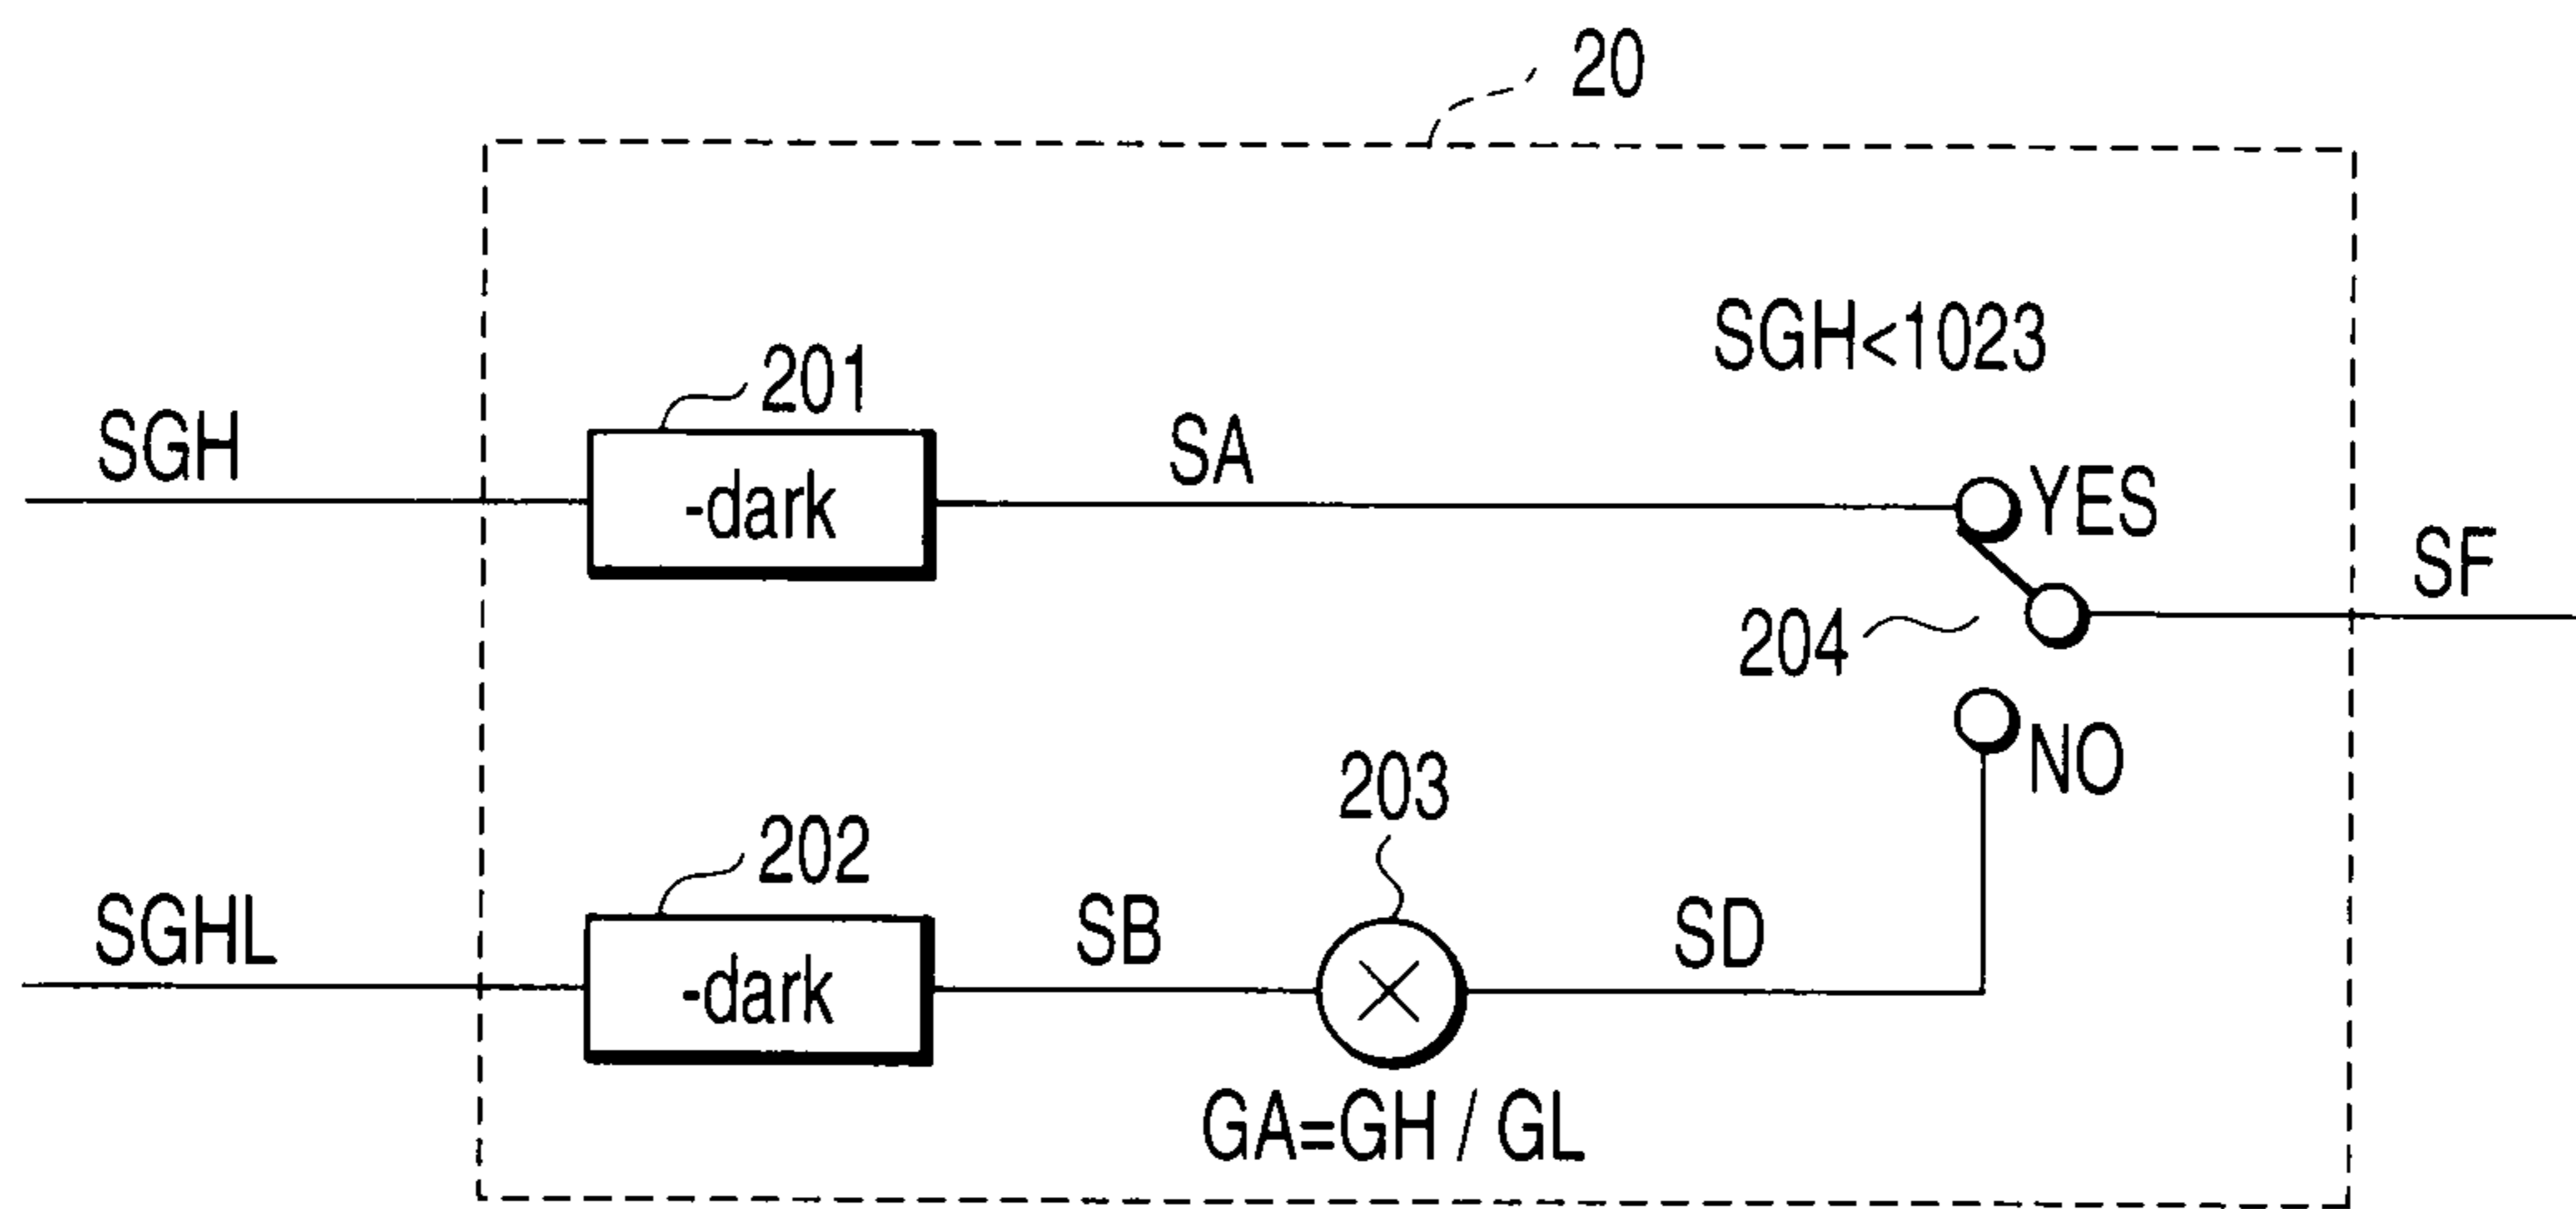 20
SGH<1023
201
SGH
-dark
SA
YES
SF
204
NO
203
202
SGHL
-dark
SB
SD
GA=GH / GL